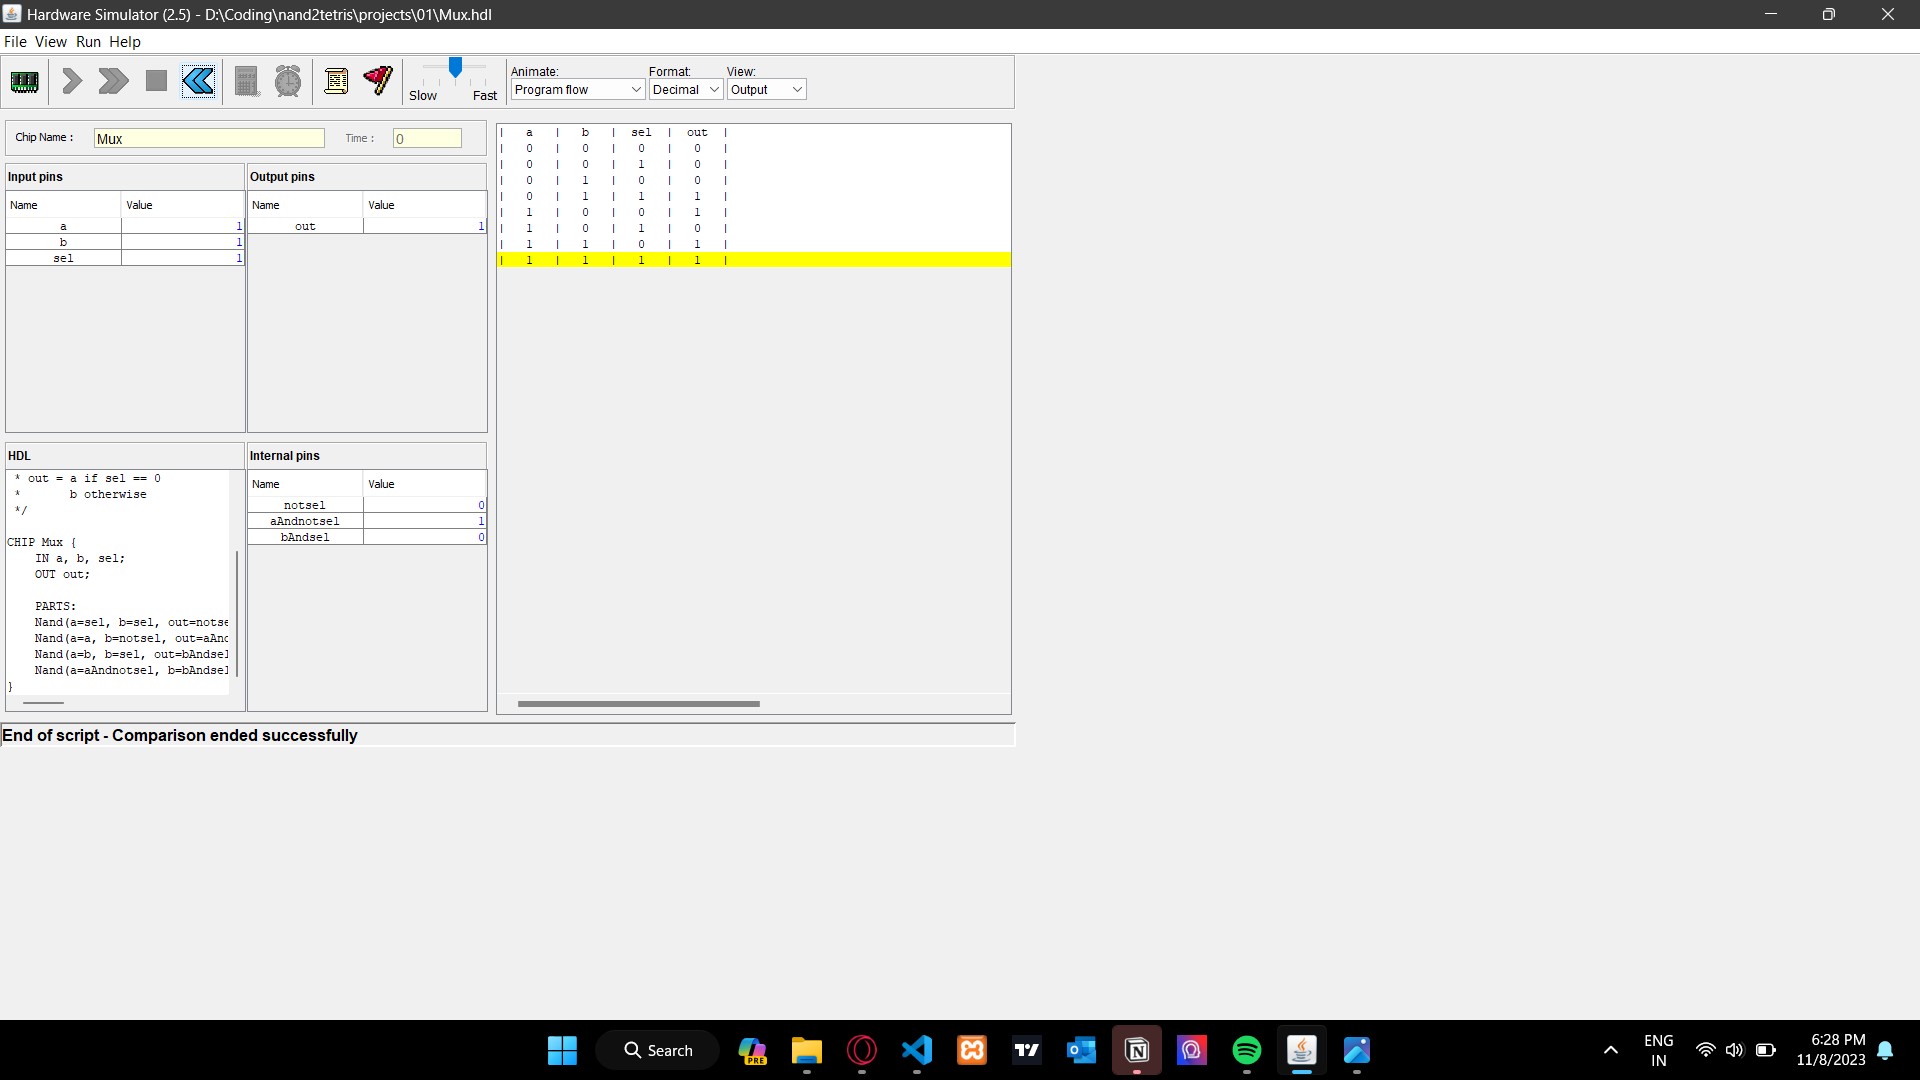 Hardware Simulator (2.5) - D:\Coding\nand2tetris\projects\01\Mux.hdl
File View Run Help
Slow Fast
Animate: Format: View:
Program flow Decimal Output
Chip Name : Mux Time : 0
Input pins
Name Value
a 1
b 1
sel 1
Output pins
Name Value
out 1
| a | b | sel | out |
| 0 | 0 | 0 | 0 |
| 0 | 0 | 1 | 0 |
| 0 | 1 | 0 | 0 |
| 0 | 1 | 1 | 1 |
| 1 | 0 | 0 | 1 |
| 1 | 0 | 1 | 0 |
| 1 | 1 | 0 | 1 |
| 1 | 1 | 1 | 1 |
HDL
* out = a if sel == 0
* b otherwise
*/
CHIP Mux {
IN a, b, sel;
OUT out;
PARTS:
Nand(a=sel, b=sel, out=notse
Nand(a=a, b=notsel, out=aAnd
Nand(a=b, b=sel, out=bAndsel
Nand(a=aAndnotsel, b=bAndsel
}
Internal pins
Name Value
notsel 0
aAndnotsel 1
bAndsel 0
End of script - Comparison ended successfully
Search
PRE
ENG
IN
6:28 PM
11/8/2023